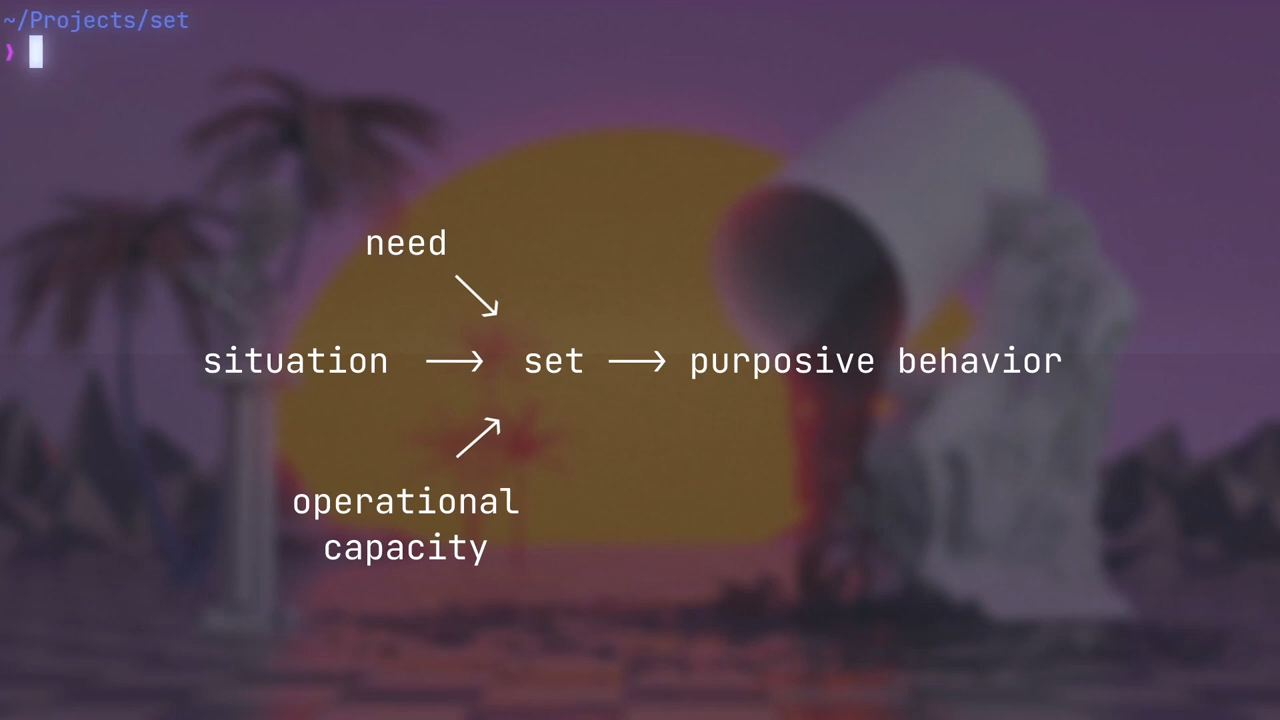 ~/Projects/set
❯
need
situation → set → purposive behavior
operational
capacity